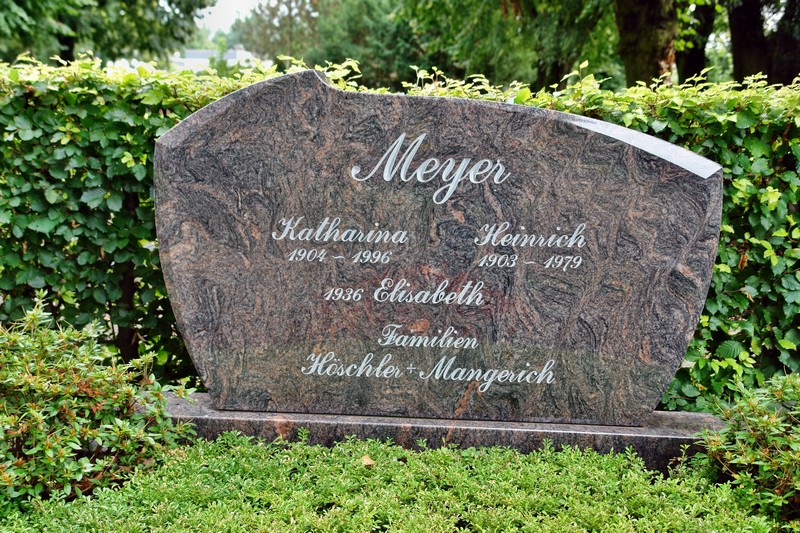 Meyer
Katharina Heinrich
1904 ~ 1996 1903 ~ 1979
1936 Elisabeth
Familien
Höschler + Mangerich